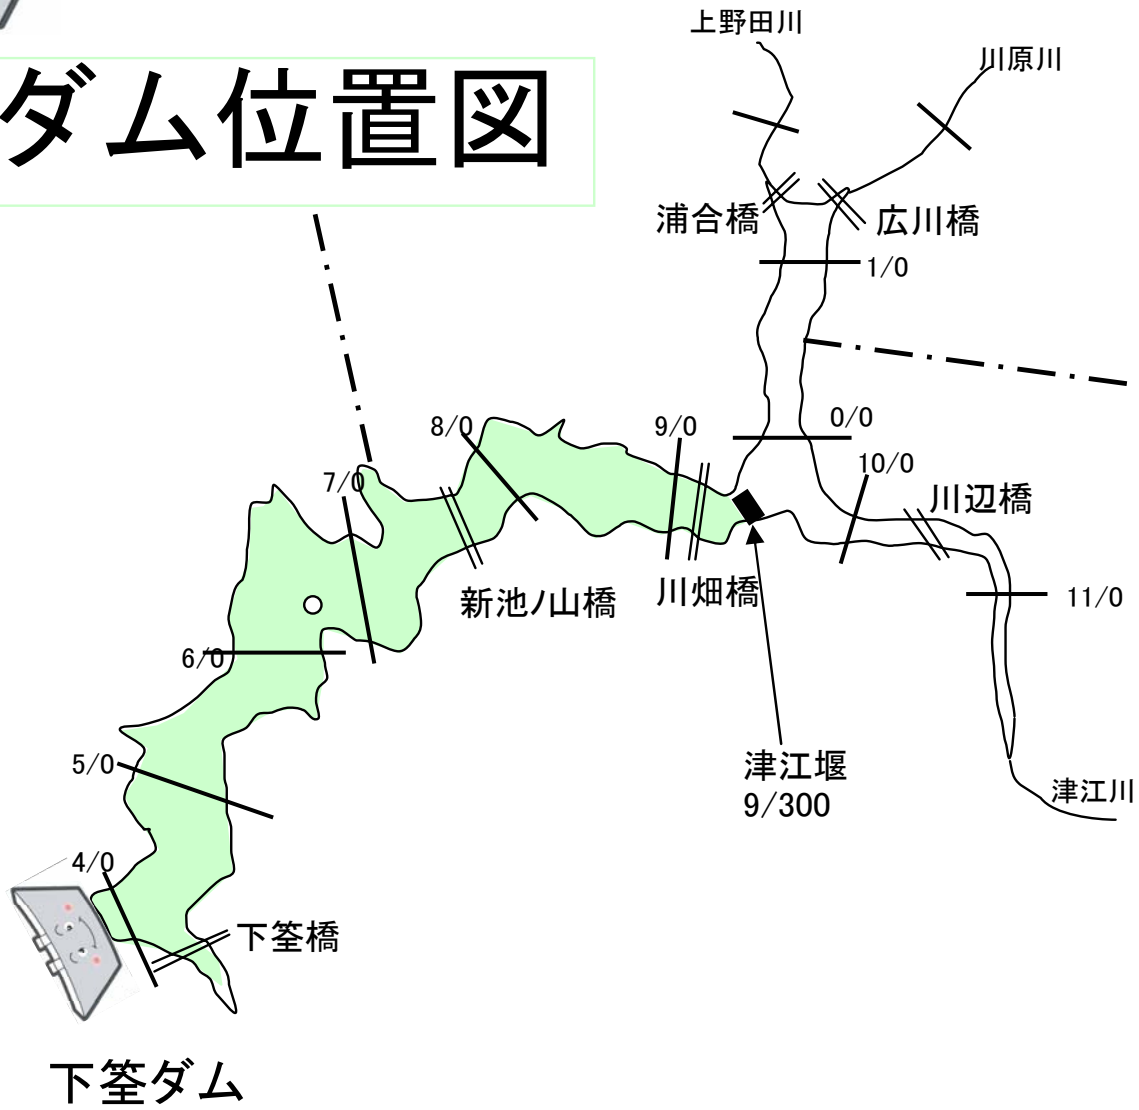 上野田川
川原川
ダム位置図
浦合橋
広川橋
1/0
0/0
8/0
9/0
10/0
7/0
川辺橋
新池ノ山橋
川畑橋
11/0
6/0
5/0
津江堰
9/300
津江川
4/0
下筌橋
下筌ダム